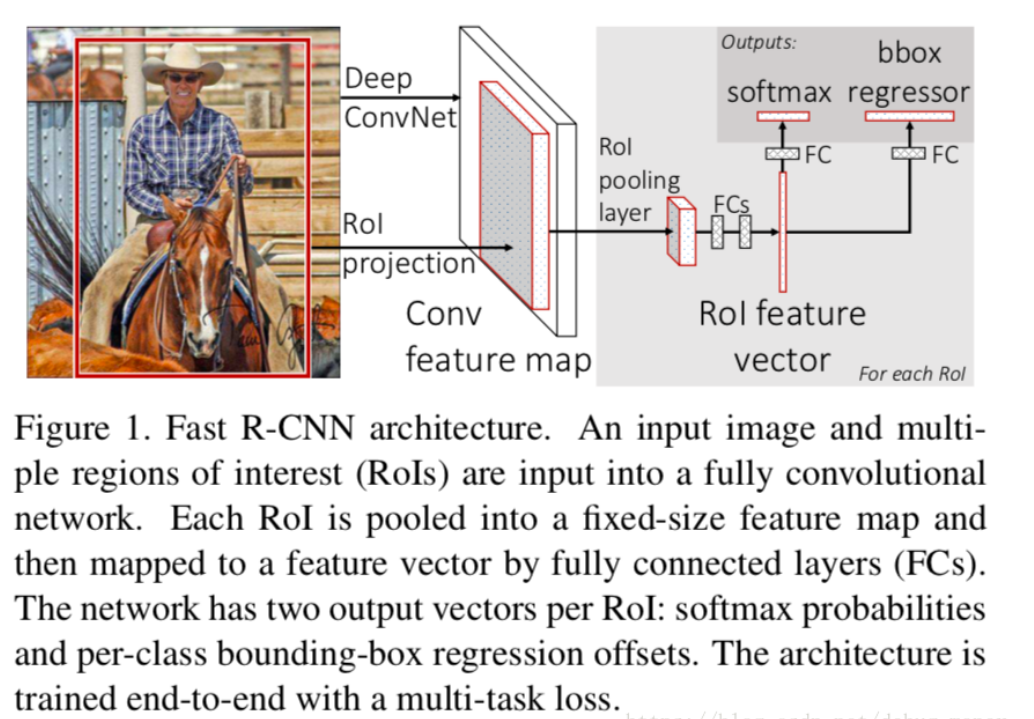 Outputs:
bbox
softmax regressor
Deep
ConvNet
RoI
pooling
layer
FCs
FC
FC
RoI
projection
Conv
feature map
RoI feature
vector
For each RoI
Figure 1. Fast R-CNN architecture. An input image and multi-
ple regions of interest (RoIs) are input into a fully convolutional
network. Each RoI is pooled into a fixed-size feature map and
then mapped to a feature vector by fully connected layers (FCs).
The network has two output vectors per RoI: softmax probabilities
and per-class bounding-box regression offsets. The architecture is
trained end-to-end with a multi-task loss.